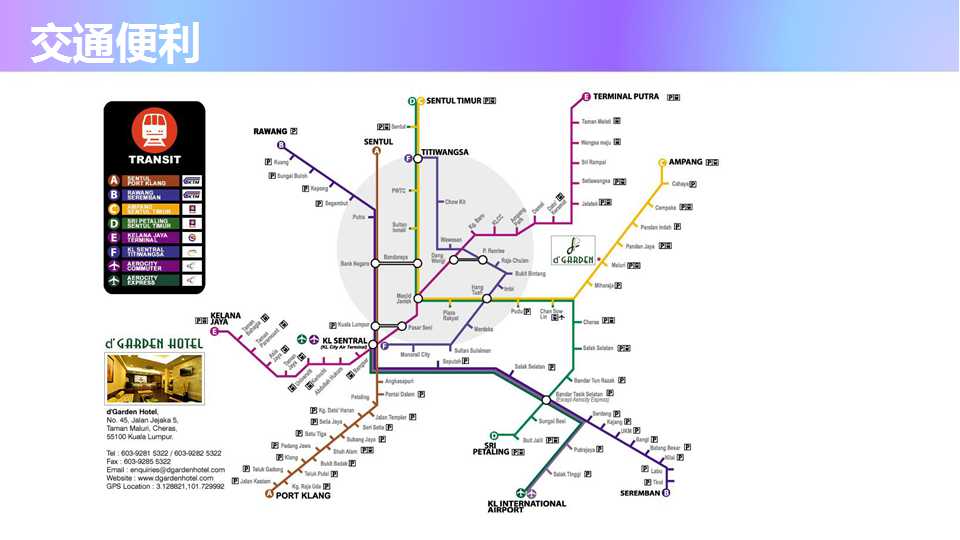 交通便利
TRANSIT
A SENTUL PORT KLANG
B RAWANG SEREMBAN
C AMPANG SENTUL TIMUR
D SRI PETALING SENTUL TIMUR
E KELANA JAYA TERMINAL
F KL SENTRAL TITIWANGSA
AEROCITY COMMUTER
AEROCITY EXPRESS
d'GARDEN HOTEL
d'Garden Hotel,
No. 45, Jalan Jejaka 5,
Taman Maluri, Cheras,
55100 Kuala Lumpur.
Tel : 603-9281 5322 / 603-9282 5322
Fax : 603-9285 5322
Email : enquiries@dgardenhotel.com
Website : www.dgardenhotel.com
GPS Location : 3.128821,101.729992
RAWANG P
B
Kuang
Sungai Buloh
Kepong
Segambut
Putra
SENTUL
A
D C SENTUL TIMUR
Sentul
F TITIWANGSA
PWTC
Chow Kit
Sultan Ismail
Wawasan
Bandaraya
Bank Negara
Dang Wangi
P. Ramlee
Raja Chulan
Bukit Bintang
Imbi
Hang Tuah
Masjid Jamek
Plaza Rakyat
Pudu
Chan Sow Lin
Merdeka
Kuala Lumpur
Pasar Seni
KL SENTRAL
(KL City Air Terminal)
F
Monorail City
Sultan Sulaiman
E TERMINAL PUTRA
Taman Melati
Wangsa maju
Sri Rampai
Setiawangsa
Jelatek
Dato Keramat
Damai
Ampang Park
KLCC
Kg. Baru
C AMPANG
Cahaya
Cempaka
Pandan Indah
Pandan Jaya
d'GARDEN
Maluri
Miharaja
Cheras
Salak Selatan
Bandar Tun Razak
Bandar Tasik Selatan
(Except Aerocity Express)
Seputeh
Salak Selatan
Sungai Besi
Bukit Jalil
D
SRI PETALING
Serdang
Kajang
UKM
Bangi
Batang Benar
Nilai
Labu
Tiroi
SEREMBAN B
Putrajaya
Salak Tinggi
KL INTERNATIONAL AIRPORT
KELANA JAYA
E
Taman Bahagia
Taman Paramount
Asia Jaya
Taman Jaya
Universiti
Kerinchi
Abdullah Hukum
Bangsar
Angkasapuri
Pantai Dalam
Petaling
Jalan Templer
Kg. Dato' Harun
Seri Setia
Setia Jaya
Subang Jaya
Batu Tiga
Shah Alam
Padang Jawa
Bukit Badak
Klang
Teluk Pulai
Teluk Gadong
Kg. Raja Uda
Jalan Kastam
A PORT KLANG